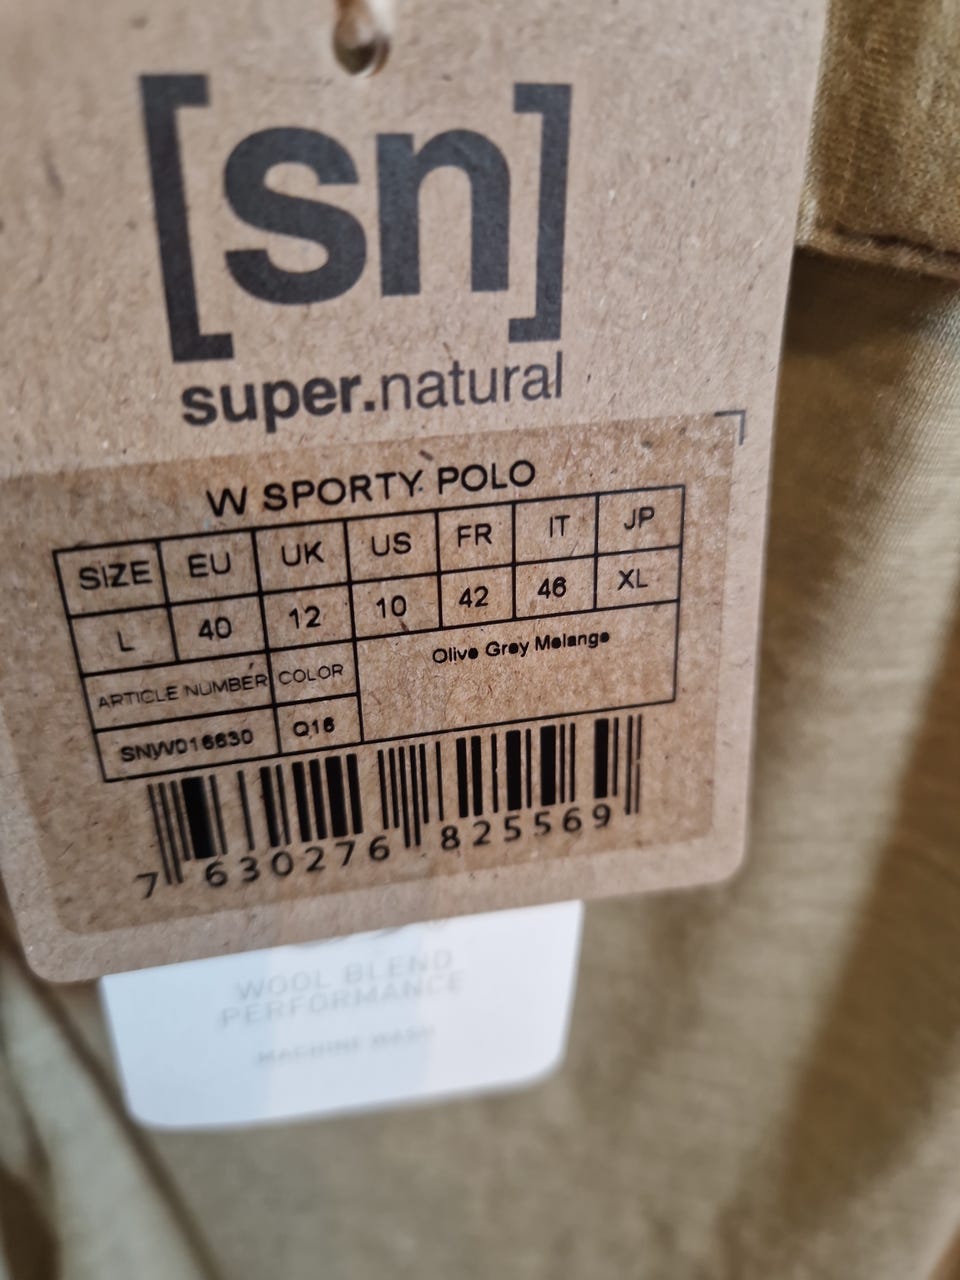 [sn]
super.natural
W SPORTY POLO
SIZE EU UK US FR IT JP
L 40 12 10 42 46 XL
ARTICLE NUMBER COLOR Olive Grey Melange
SNW016630 Q16
7 630276 825569
WOOL BLEND
PERFORMANCE
MACHINE WASH